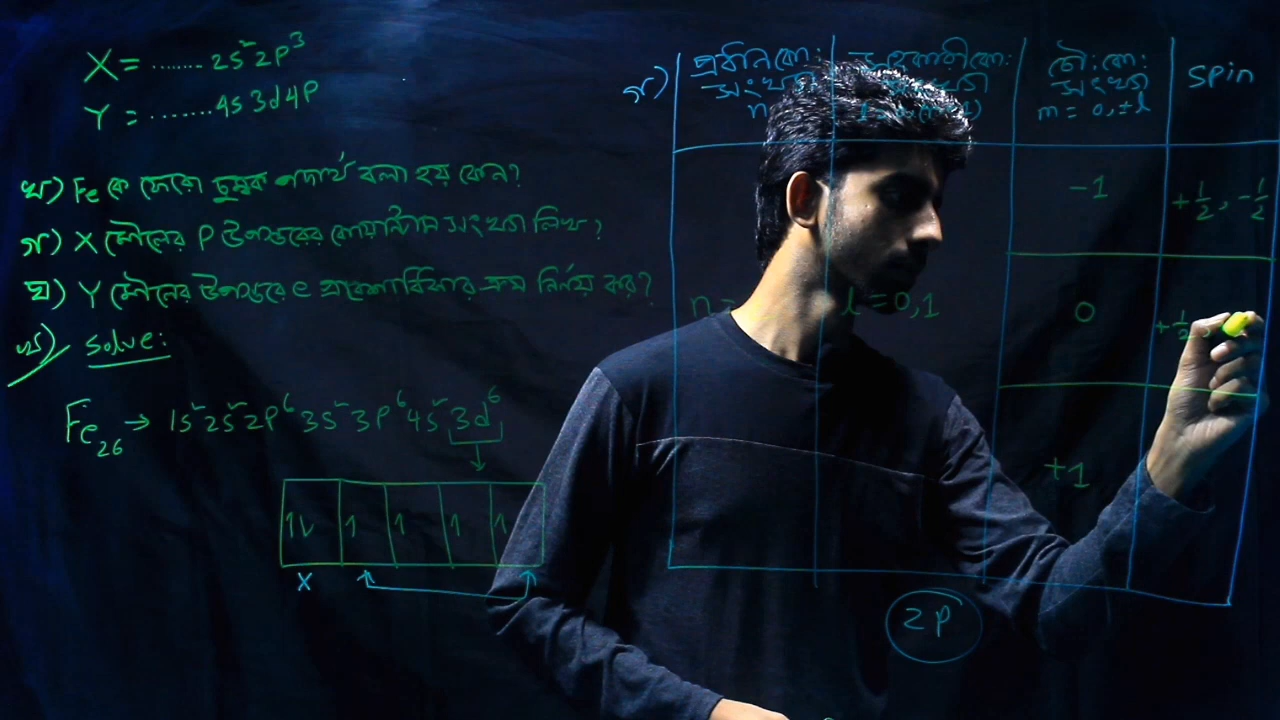 X = ....... 2s² 2p³
Y = ....... 4s 3d 4p
খ) Fe কে ফেরো চুম্বক পদার্থ বলা হয় কেন?
গ) X মৌলের p উপস্তরের কোয়ান্টাম সংখ্যা লিখ?
ঘ) Y মৌলের উপস্তরে e প্রবেশাধিকার ক্রম নির্ণয় কর?
খ) solve:
Fe₂₆ → 1s² 2s² 2p⁶ 3s² 3p⁶ 4s² 3d⁶
1L 1 1 1 1
X
গ)
প্রধান কো: সংখ্যা n
কো:
চৌ: কো: সংখ্যা m = 0, ±l
spin
n =
l = 0,1
-1
+1/2, -1/2
0
+1/2,
+1
2P